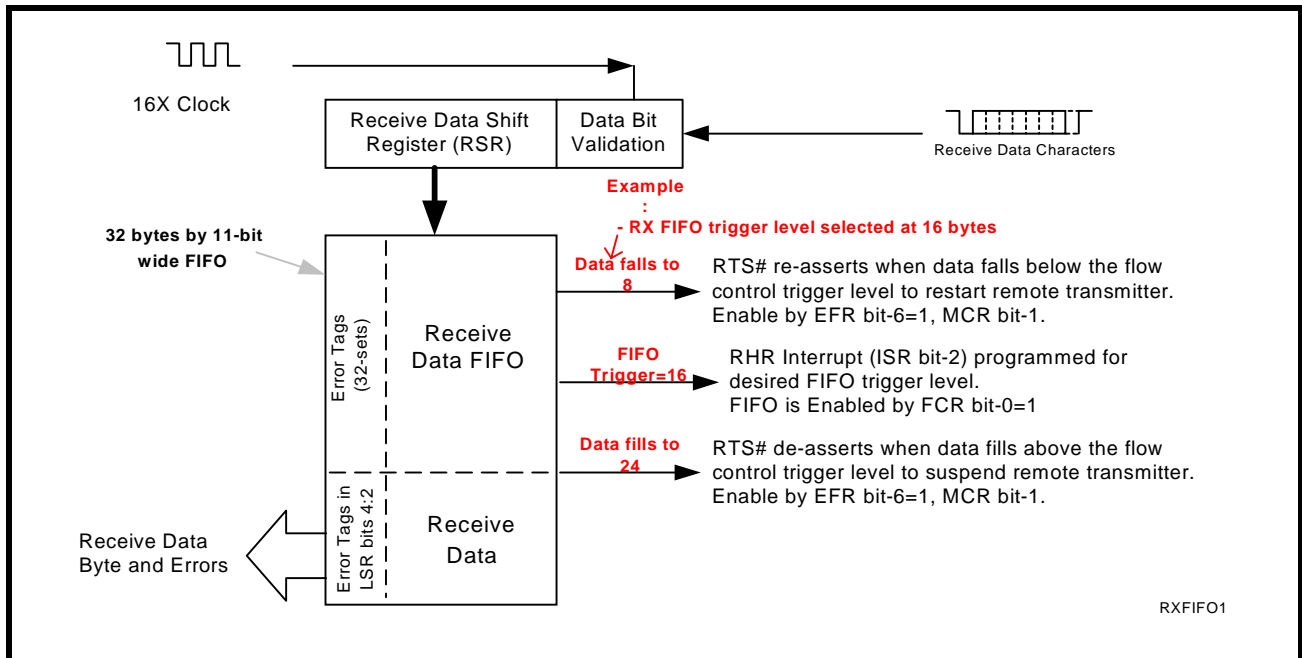 16X Clock
Receive Data Shift
Register (RSR)
Data Bit
Validation
Receive Data Characters
Example
:
- RX FIFO trigger level selected at 16 bytes
32 bytes by 11-bit
wide FIFO
Data falls to
8
RTS# re-asserts when data falls below the flow
control trigger level to restart remote transmitter.
Enable by EFR bit-6=1, MCR bit-1.
Error Tags
(32-sets)
Receive
Data FIFO
FIFO
Trigger=16
RHR Interrupt (ISR bit-2) programmed for
desired FIFO trigger level.
FIFO is Enabled by FCR bit-0=1
Data fills to
24
RTS# de-asserts when data fills above the flow
control trigger level to suspend remote transmitter.
Enable by EFR bit-6=1, MCR bit-1.
Error Tags in
LSR bits 4:2
Receive
Data
Receive Data
Byte and Errors
RXFIFO1